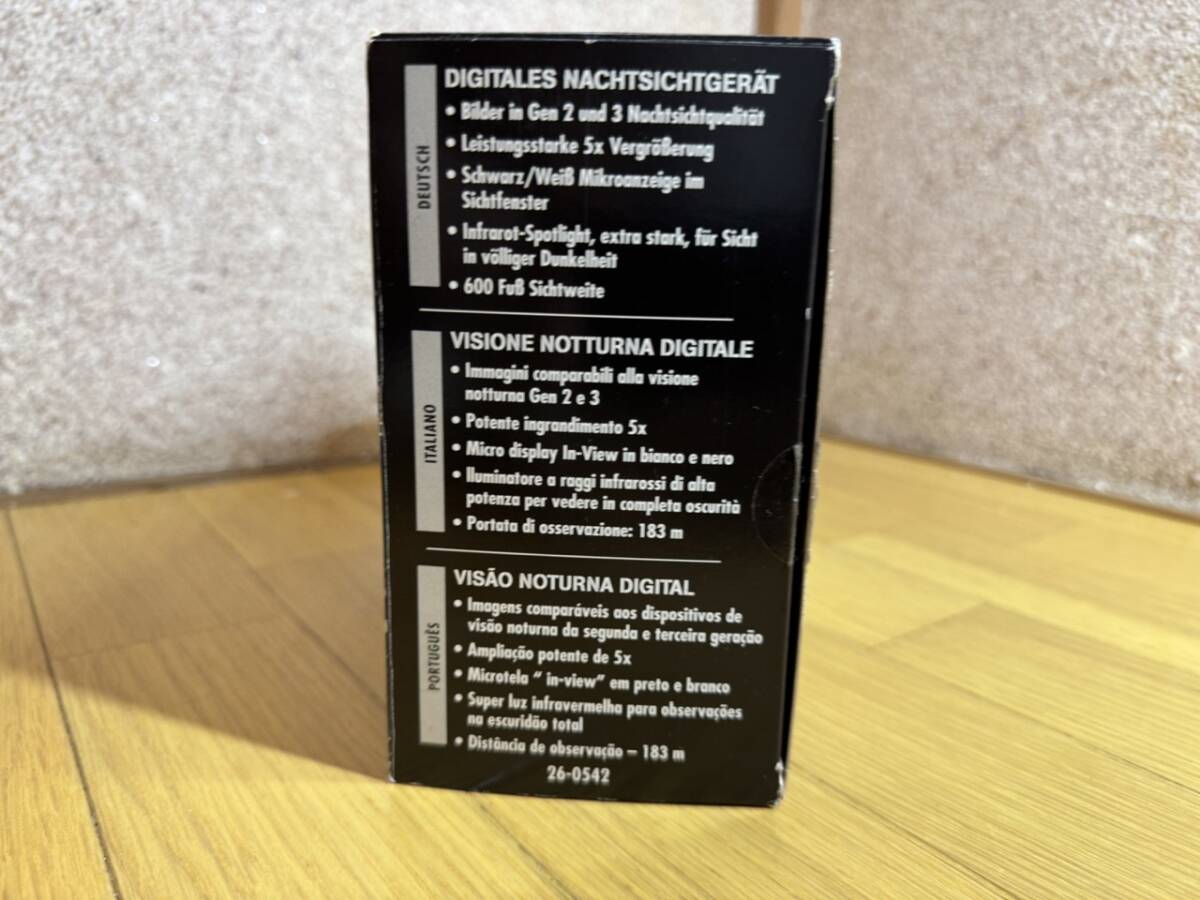 DEUTSCH
DIGITALES NACHTSICHTGERÄT
• Bilder in Gen 2 und 3 Nachtsichtqualität
• Leistungsstarke 5x Vergrößerung
• Schwarz/Weiß Mikroanzeige im
Sichtfenster
• Infrarot-Spotlight, extra stark, für Sicht
in völliger Dunkelheit
• 600 Fuß Sichtweite
ITALIANO
VISIONE NOTTURNA DIGITALE
• Immagini comparabili alla visione
notturna Gen 2 e 3
• Potente ingrandimento 5x
• Micro display In-View in bianco e nero
• Iluminatore a raggi infrarossi di alta
potenza per vedere in completa oscurità
• Portata di osservazione: 183 m
PORTUGUÊS
VISÃO NOTURNA DIGITAL
• Imagens comparáveis aos dispositivos de
visão noturna da segunda e terceira geração
• Ampliação potente de 5x
• Microtela “ in-view” em preto e branco
• Super luz infravermelha para observações
na escuridão total
• Distância de observação – 183 m
26-0542